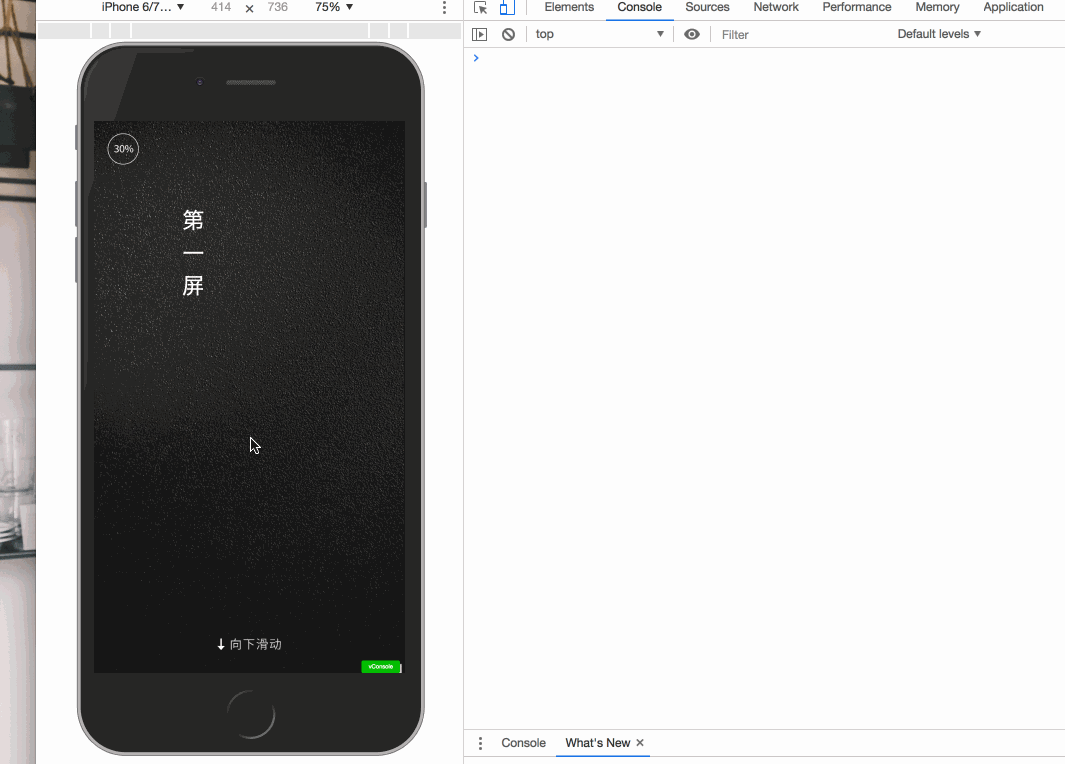 iPhone 6/7… ▼ 414 × 736 75% ▼
Elements Console Sources Network Performance Memory Application
top ▼ Filter Default levels ▼
30%
第
一
屏
↓ 向下滑动
vConsole
Console What's New ×